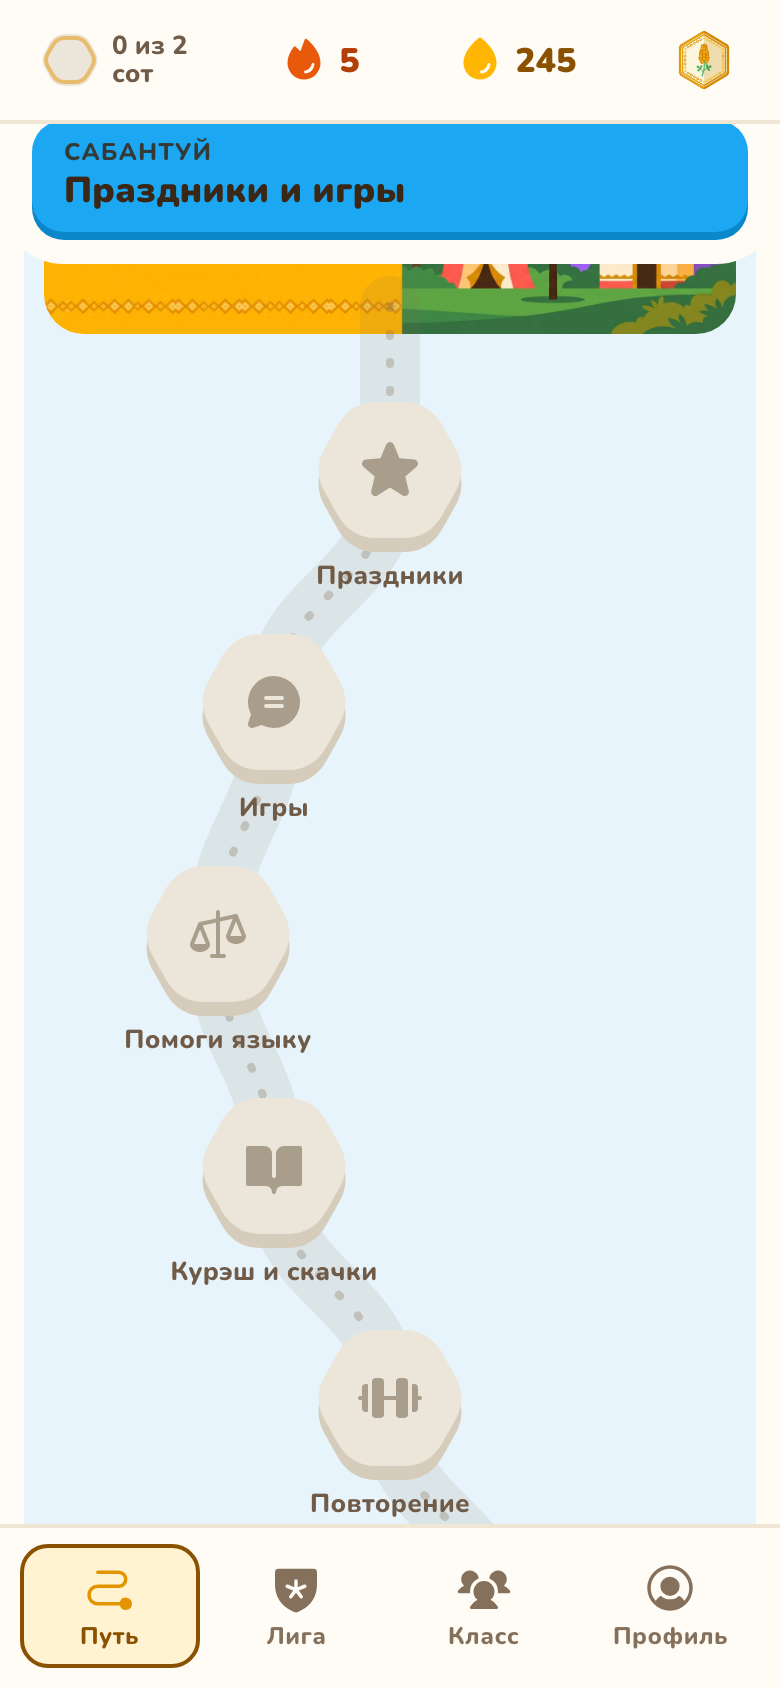 0 из 2
сот
5
245
САБАНТУЙ
Праздники и игры
Праздники
Игры
Помоги языку
Курэш и скачки
Повторение
Путь
Лига
Класс
Профиль